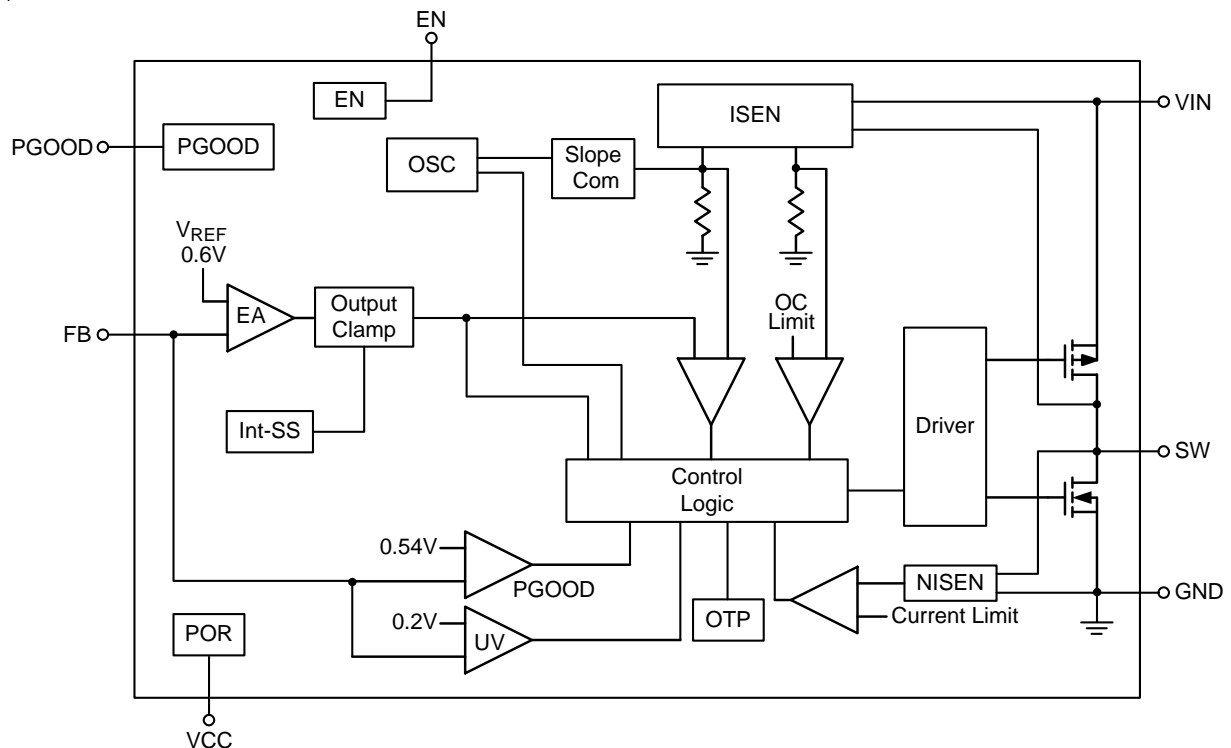 EN
EN
ISEN
VIN
PGOOD
PGOOD
OSC
Slope
Com
VREF
0.6V
EA
Output
Clamp
OC
Limit
FB
Int-SS
Driver
SW
Control
Logic
0.54V
PGOOD
NISEN
GND
Current Limit
OTP
0.2V
UV
POR
VCC